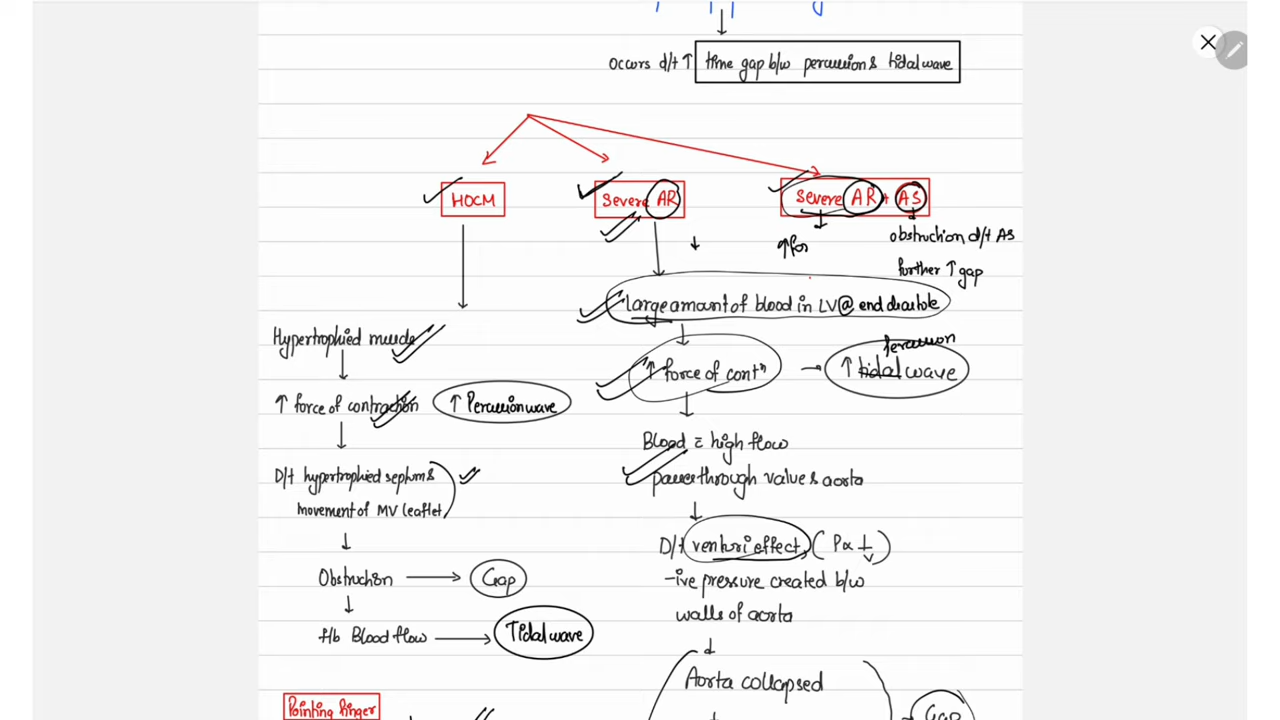 occurs d/t ↑ time gap b/w percussion & tidal wave
HOCM
Severe AR
Severe AR + AS
↑ for
obstruction d/t AS
further ↑ gap
large amount of blood in LV @ end diastole
Hypertrophied muscle
percussion
↑ force of contn → ↑ tidal wave
↑ force of contraction ↑ Percussion wave
Blood c̄ high flow
passes through valve & aorta
D/t hypertrophied septum &
movement of MV leaflet
D/t venturi effect, (P ∝ 1/V)
-ive pressure created b/w
walls of aorta
Obstruction → Gap
f/b Blood flow → Tidal wave
Aorta collapsed
Pointing finger
Gap